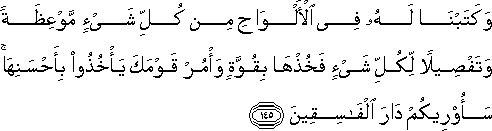 وَكَتَبْنَا لَهُۥ فِى ٱلْأَلْوَاحِ مِن كُلِّ شَىْءٍ مَّوْعِظَةً
وَتَفْصِيلًا لِّكُلِّ شَىْءٍ فَخُذْهَا بِقُوَّةٍ وَأْمُرْ قَوْمَكَ يَأْخُذُوا۟ بِأَحْسَنِهَا ۚ
سَأُو۟رِيكُمْ دَارَ ٱلْفَـٰسِقِينَ ١٤٥